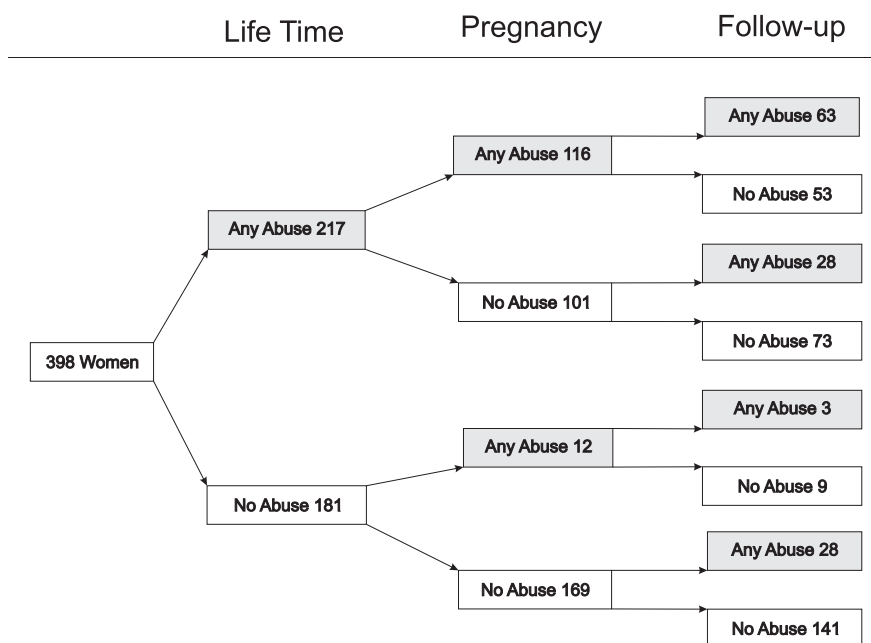 Life Time
Pregnancy
Follow-up
Any Abuse 63
Any Abuse 116
No Abuse 53
Any Abuse 217
Any Abuse 28
No Abuse 101
No Abuse 73
398 Women
Any Abuse 3
Any Abuse 12
No Abuse 9
No Abuse 181
Any Abuse 28
No Abuse 169
No Abuse 141